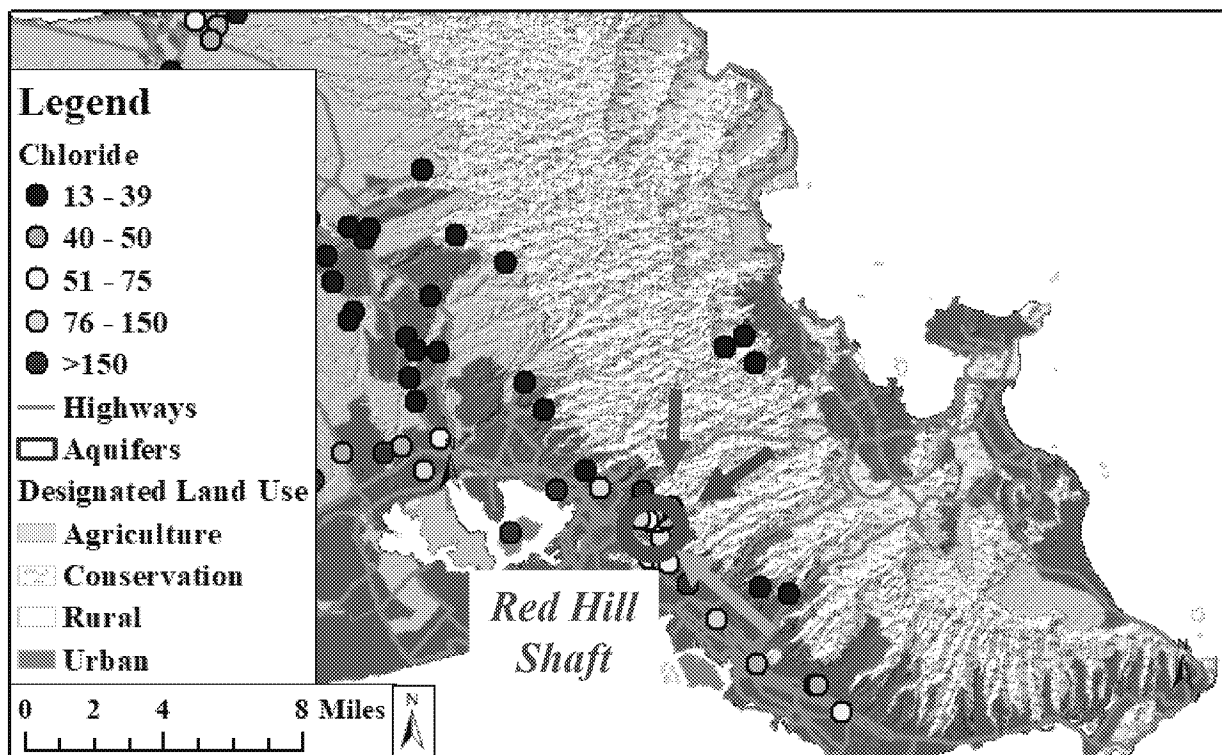 Legend
Chloride
13 - 39
40 - 50
51 - 75
76 - 150
>150
Highways
Aquifers
Designated Land Use
Agriculture
Conservation
Rural
Urban
0 2 4 8 Miles
N
Red Hill
Shaft
N